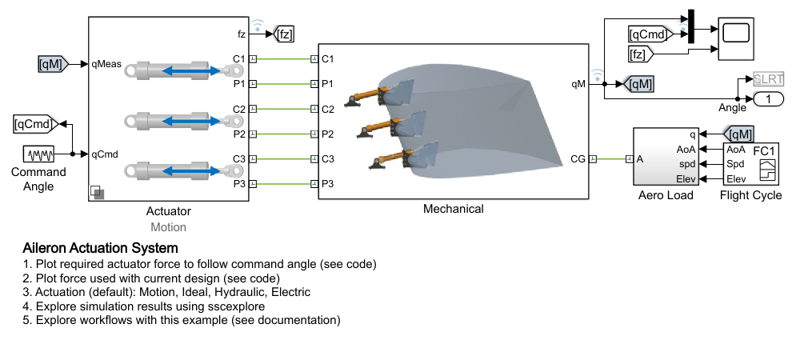 fz
[fz]
[qCmd]
[fz]
[qM]
qMeas
C1
C1
P1
P1
qM
[qM]
SLRT
Angle
1
[qCmd]
C2
C2
P2
P2
[qM]
qCmd
C3
C3
CG
A
q
AoA
AoA
FC1
spd
Spd
Elev
Elev
P3
P3
Command
Angle
Actuator
Motion
Mechanical
Aero Load
Flight Cycle
Aileron Actuation System
1. Plot required actuator force to follow command angle (see code)
2. Plot force used with current design (see code)
3. Actuation (default): Motion, Ideal, Hydraulic, Electric
4. Explore simulation results using sscexplore
5. Explore workflows with this example (see documentation)